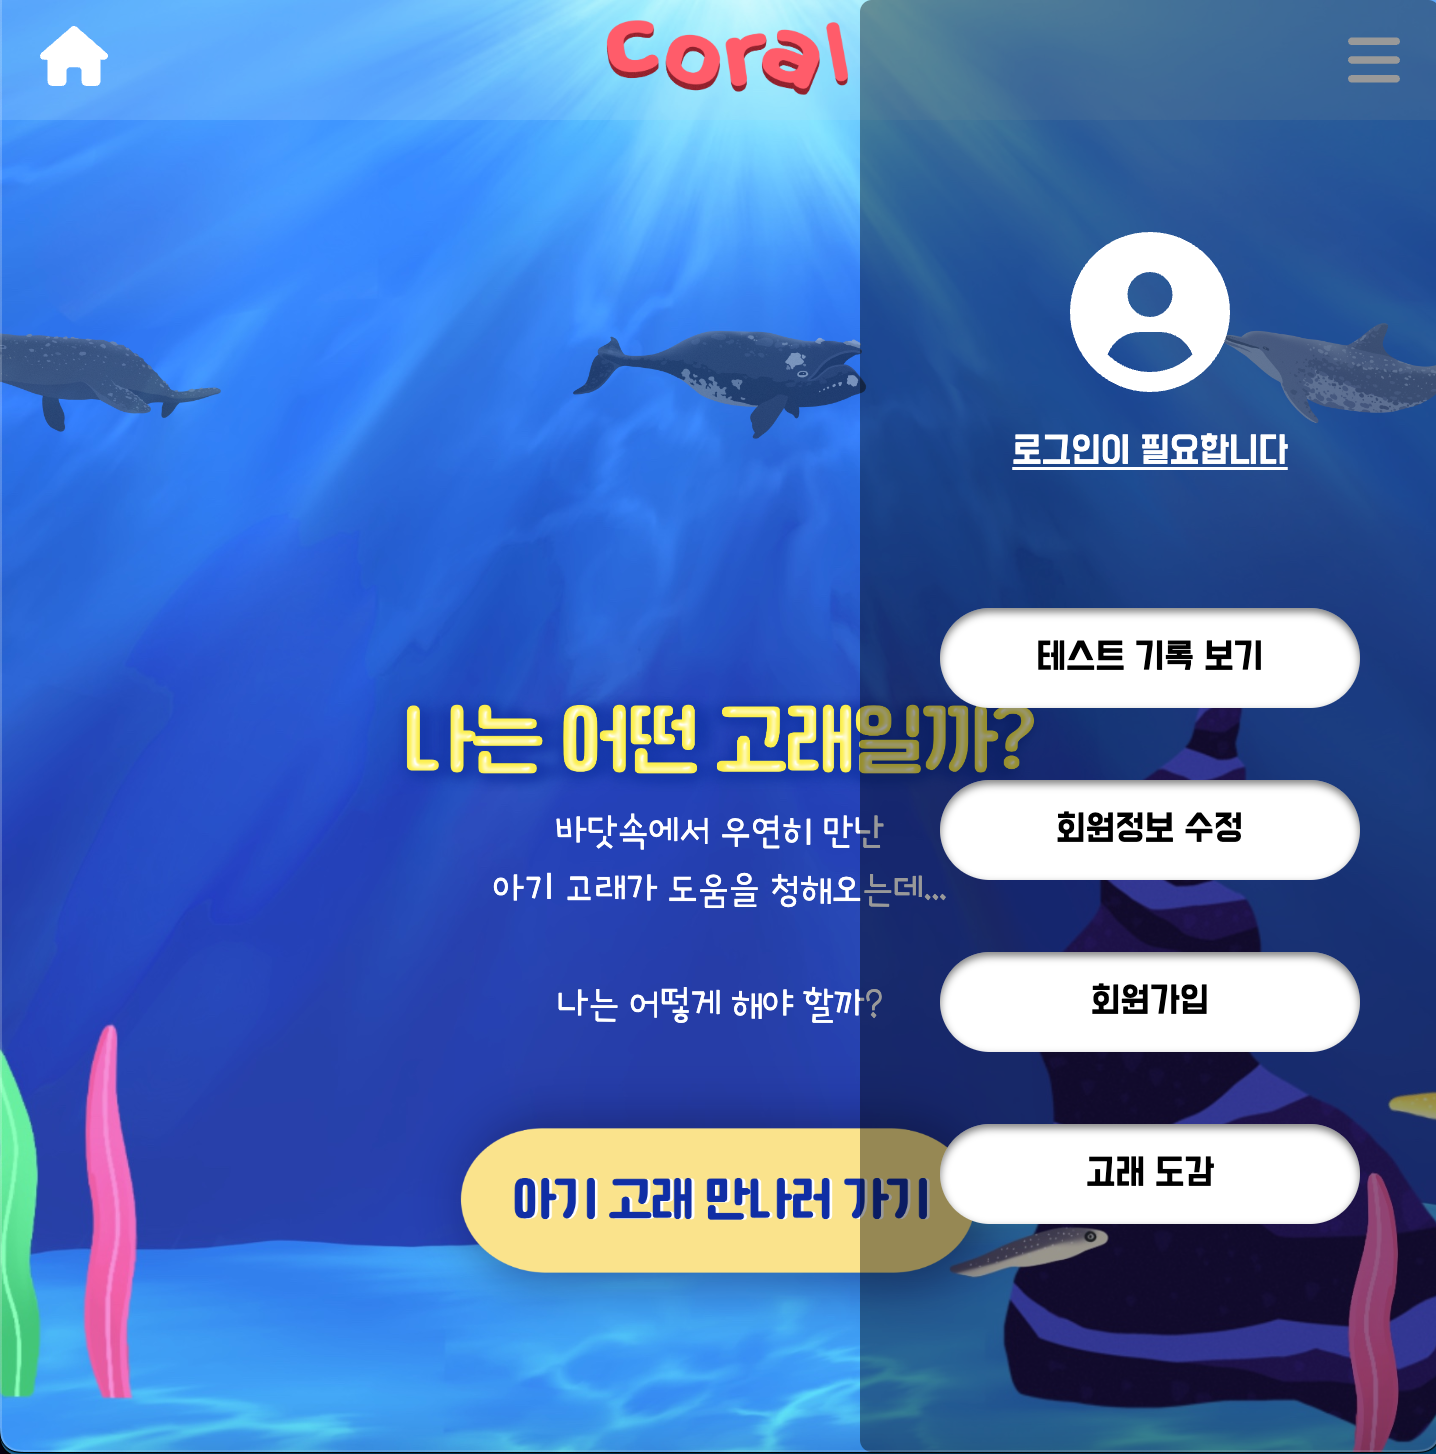 Coral
로그인이 필요합니다
테스트 기록 보기
나는 어떤 고래일까?
바닷속에서 우연히 만난
회원정보 수정
아기 고래가 도움을 청해오는데...
나는 어떻게 해야 할까?
회원가입
아기 고래 만나러 가기
고래 도감